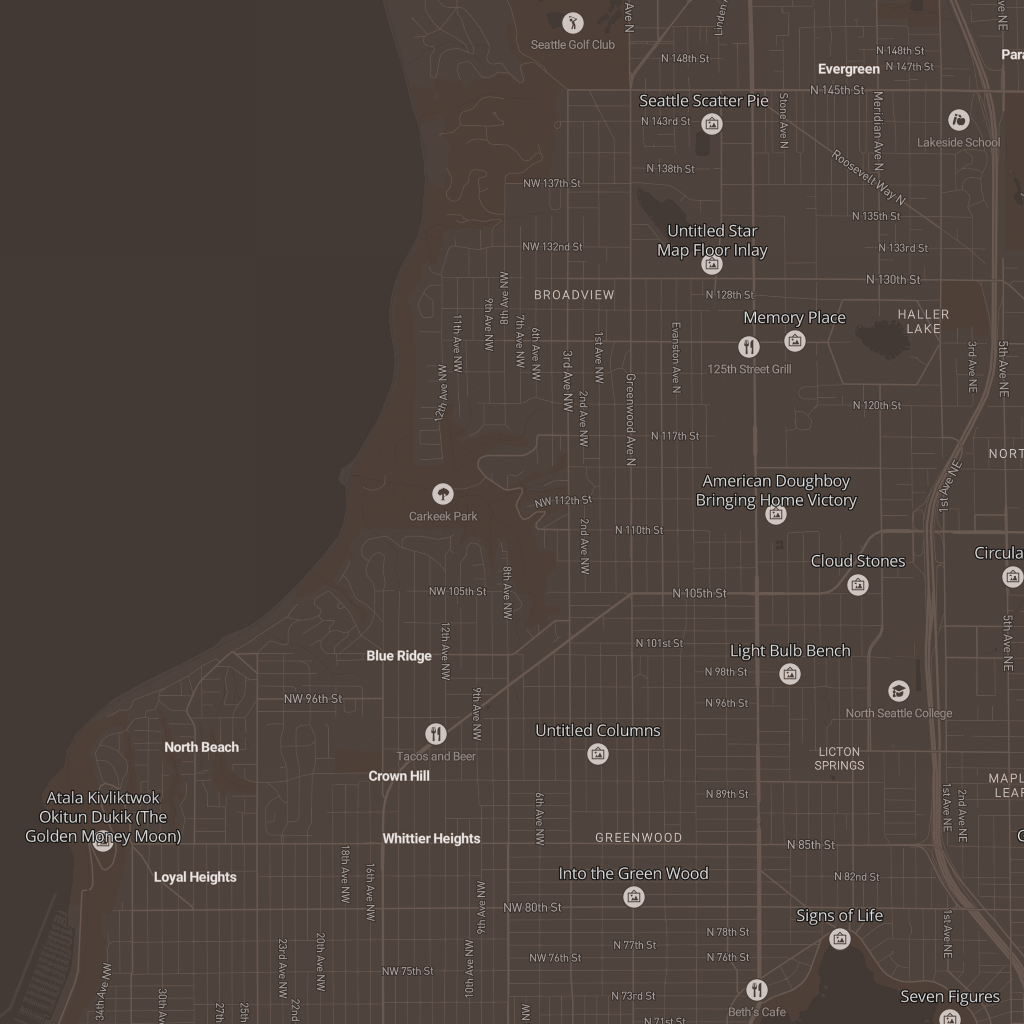 Seattle Golf Club
Ave N
Linden
N 148th St
N 148th St
N 147th St
Evergreen
Para
ve NE
N 145th St
Seattle Scatter Pie
N 143rd St
Stone Ave N
Meridian Ave N
Lakeside School
N 138th St
Roosevelt Way N
NW 137th St
N 135th St
Untitled Star
Map Floor Inlay
NW 132nd St
N 133rd St
N 130th St
BROADVIEW
N 128th St
8th Ave NW
9th Ave NW
11th Ave NW
7th Ave NW
6th Ave NW
1st Ave NW
Evanston Ave N
Memory Place
HALLER
LAKE
125th Street Grill
3rd Ave NE
5th Ave NE
3rd Ave NW
12th Ave NW
2nd Ave NW
Greenwood Ave N
N 120th St
N 117th St
NORT
1st Ave NE
American Doughboy
Bringing Home Victory
Carkeek Park
NW 112th St
2nd Ave NW
N 110th St
Cloud Stones
Circula
8th Ave NW
NW 105th St
N 105th St
12th Ave NW
5th Ave NE
N 101st St
Light Bulb Bench
Blue Ridge
N 98th St
NW 96th St
9th Ave NW
N 96th St
North Seattle College
Untitled Columns
North Beach
Tacos and Beer
LICTON
SPRINGS
Crown Hill
MAPL
LEAF
Atala Kivliktwok
Okitun Dukik (The
Golden Money Moon)
6th Ave NW
N 89th St
1st Ave NE
2nd Ave NE
Whittier Heights
GREENWOOD
N 85th St
18th Ave NW
16th Ave NW
Loyal Heights
Into the Green Wood
N 82nd St
9th Ave NW
NW 80th St
Signs of Life
1st Ave NE
N 78th St
N 77th St
23rd Ave NW
20th Ave NW
10th Ave NW
NW 76th St
N 76th St
NW 75th St
34th Ave NW
30th Ave
27th
25th
22nd
NW
N 73rd St
Beth's Cafe
Seven Figures
N 71st St